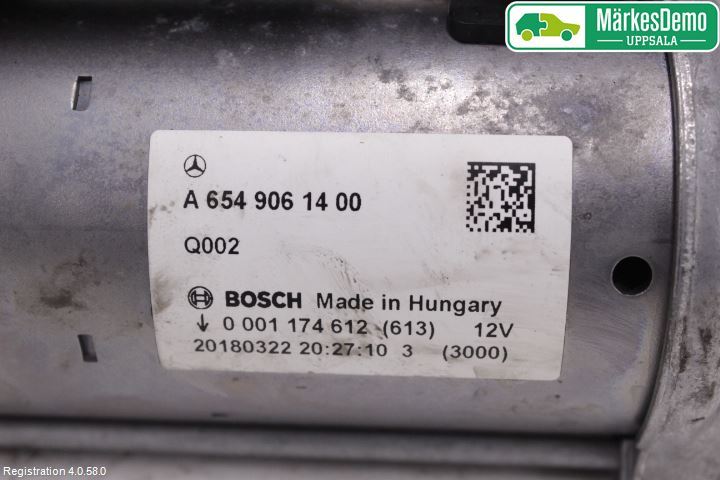 MärkesDemo
UPPSALA
A 654 906 14 00
Q002
BOSCH Made in Hungary
0 001 174 612 (613) 12V
20180322 20:27:10 3 (3000)
Registration 4.0.58.0